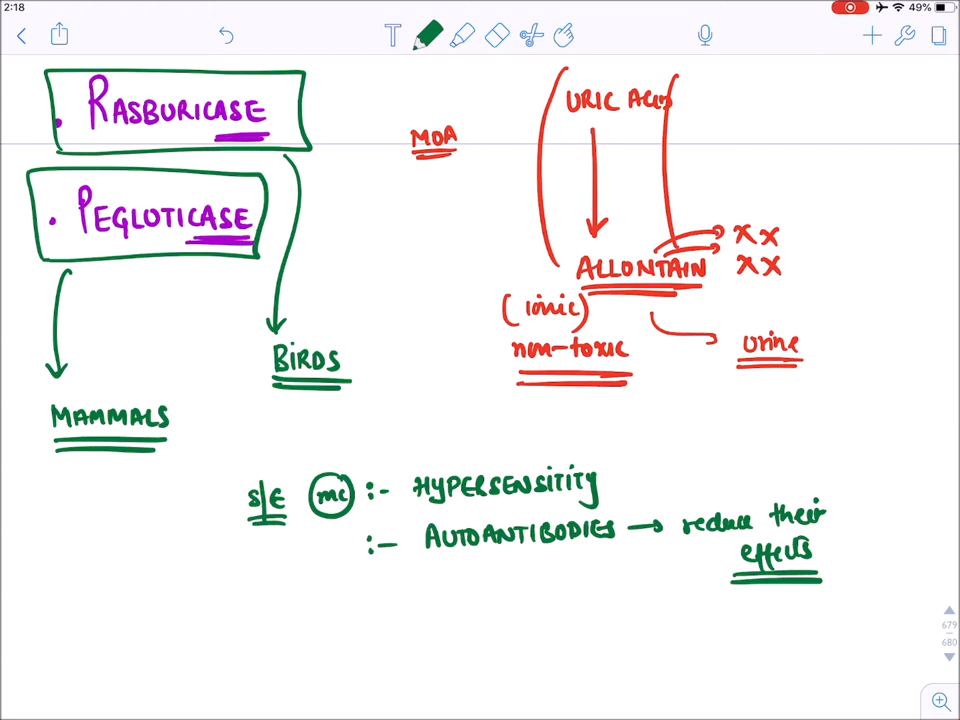 2:18
49%
T
. RASBURICASE
. PEGLOTICASE
BIRDS
MAMMALS
MOA
URIC ACID
ALLONTAIN
XX
XX
(ionic)
non-toxic
urine
S/E mc :- HYPERSENSITITY
:- AUTOANTIBODIES → reduce their
effects
679
680